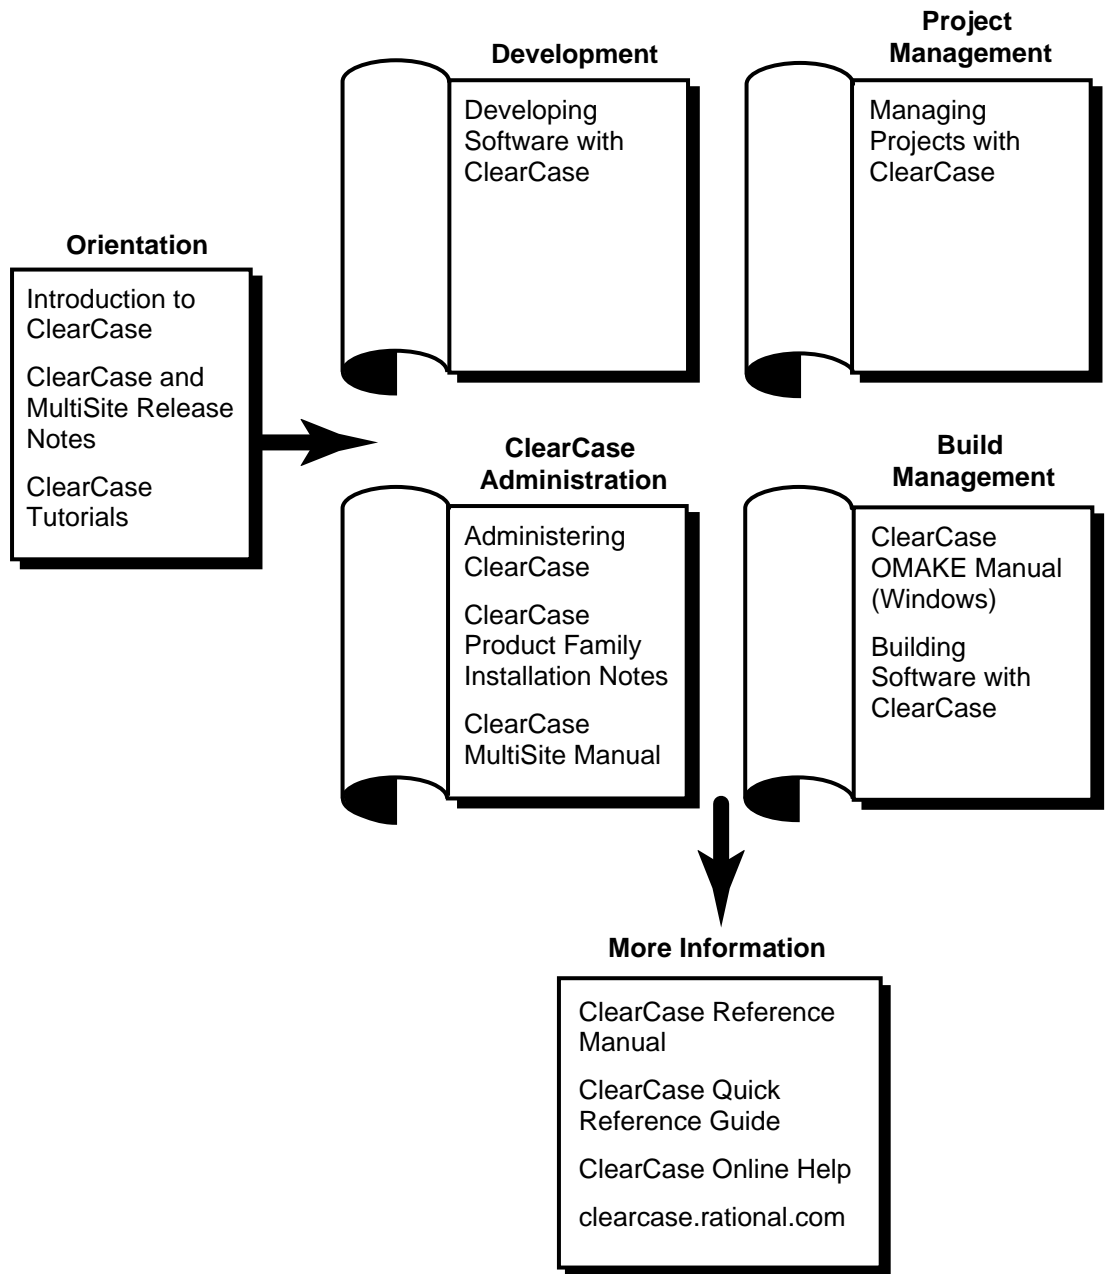 Orientation
Introduction to
ClearCase
ClearCase and
MultiSite Release
Notes
ClearCase
Tutorials
Development
Developing
Software with
ClearCase
Project
Management
Managing
Projects with
ClearCase
ClearCase
Administration
Administering
ClearCase
ClearCase
Product Family
Installation Notes
ClearCase
MultiSite Manual
Build
Management
ClearCase
OMAKE Manual
(Windows)
Building
Software with
ClearCase
More Information
ClearCase Reference
Manual
ClearCase Quick
Reference Guide
ClearCase Online Help
clearcase.rational.com